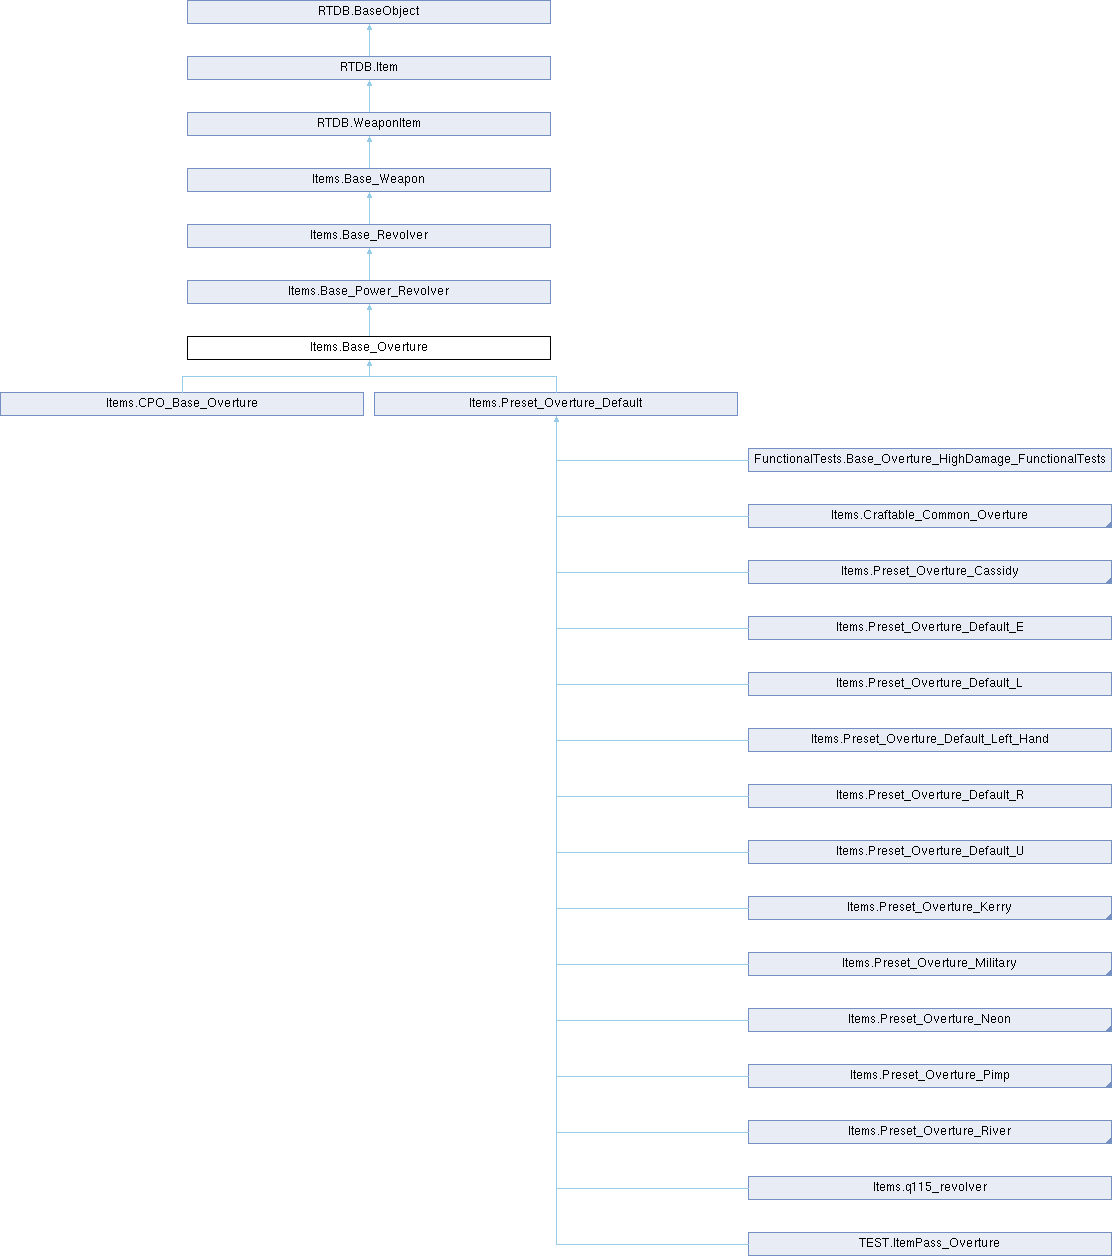 RTDB.BaseObject
RTDB.Item
RTDB.WeaponItem
Items.Base_Weapon
Items.Base_Revolver
Items.Base_Power_Revolver
Items.Base_Overture
Items.CPO_Base_Overture
Items.Preset_Overture_Default
FunctionalTests.Base_Overture_HighDamage_FunctionalTests
Items.Craftable_Common_Overture
Items.Preset_Overture_Cassidy
Items.Preset_Overture_Default_E
Items.Preset_Overture_Default_L
Items.Preset_Overture_Default_Left_Hand
Items.Preset_Overture_Default_R
Items.Preset_Overture_Default_U
Items.Preset_Overture_Kerry
Items.Preset_Overture_Military
Items.Preset_Overture_Neon
Items.Preset_Overture_Pimp
Items.Preset_Overture_River
Items.q115_revolver
TEST.ItemPass_Overture